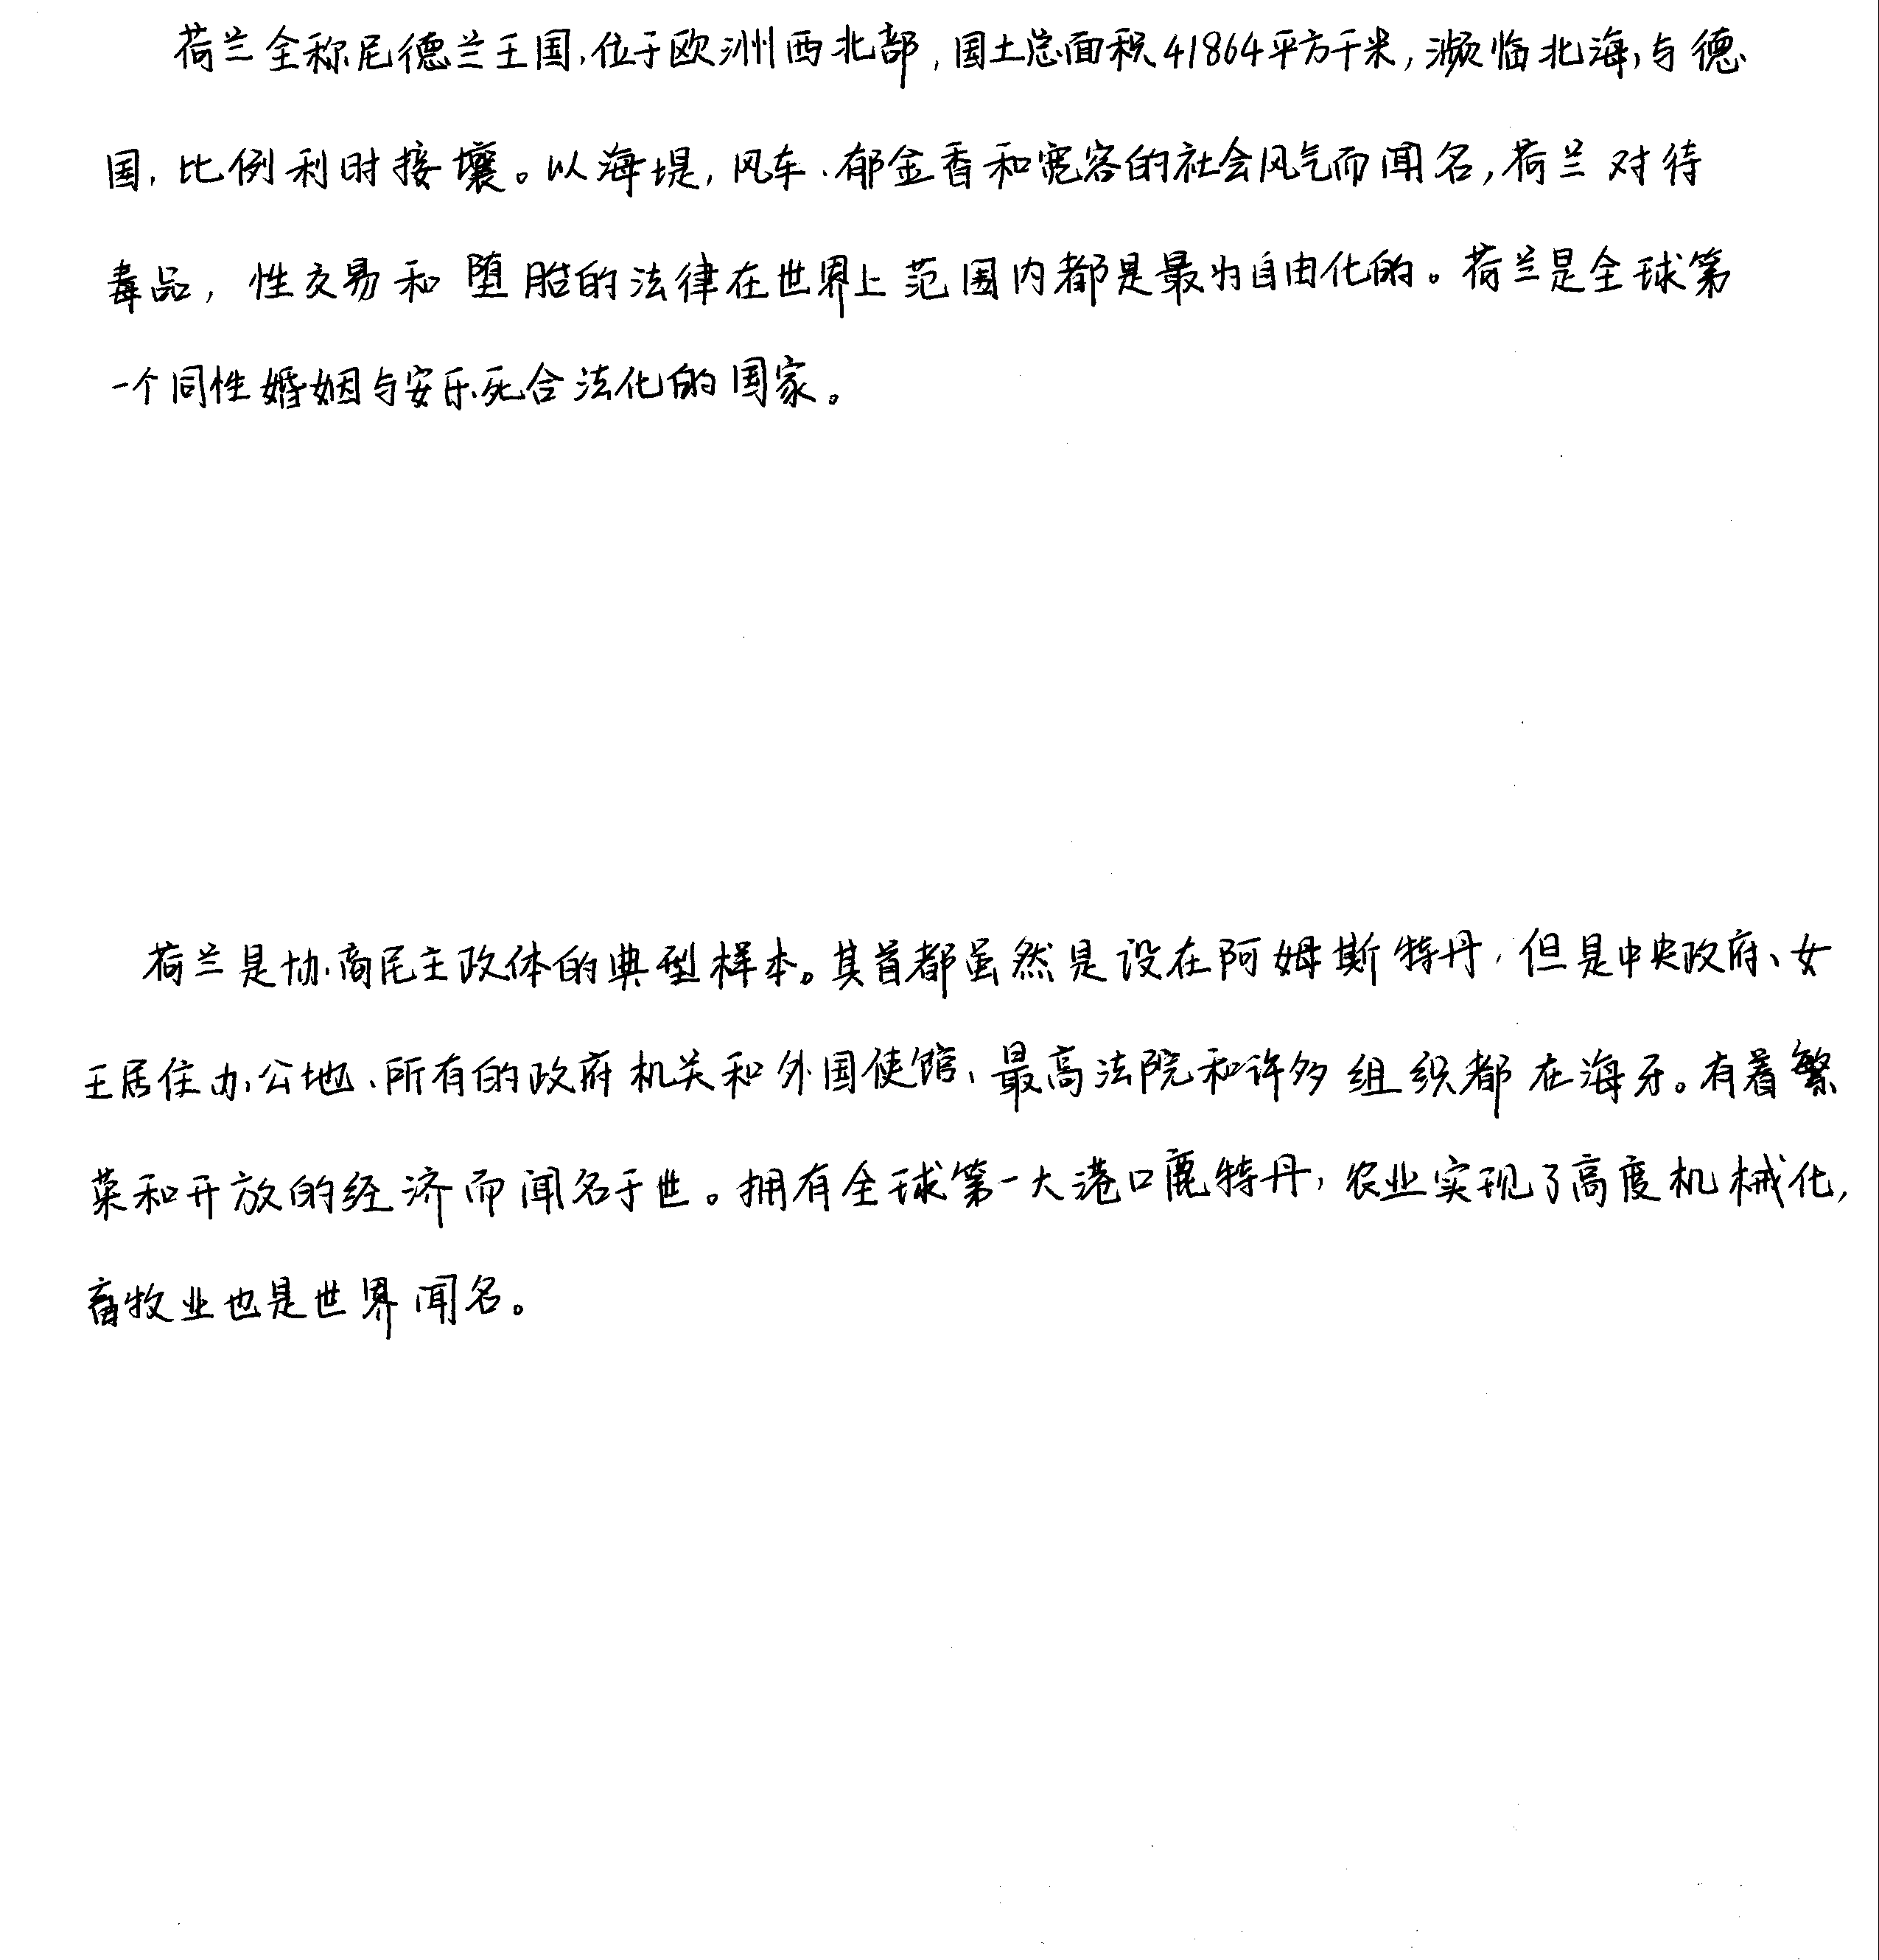 荷兰全称尼德兰王国,位于欧洲西北部,国土总面积41864平方千米,濒临北海,与德
国,比例利时接壤。以海堤,风车、郁金香和宽容的社会风气而闻名,荷兰对待
毒品,性交易和堕胎的法律在世界上范围内都是最为自由化的。荷兰是全球第
一个同性婚姻与安乐死合法化的国家。
荷兰是协商民主政体的典型样本。其首都虽然是设在阿姆斯特丹,但是中央政府、女
王居住办公地、所有的政府机关和外国使馆、最高法院和许多组织都在海牙。有着繁
荣和开放的经济而闻名于世。拥有全球第一大港口鹿特丹,农业实现了高度机械化,
畜牧业也是世界闻名。